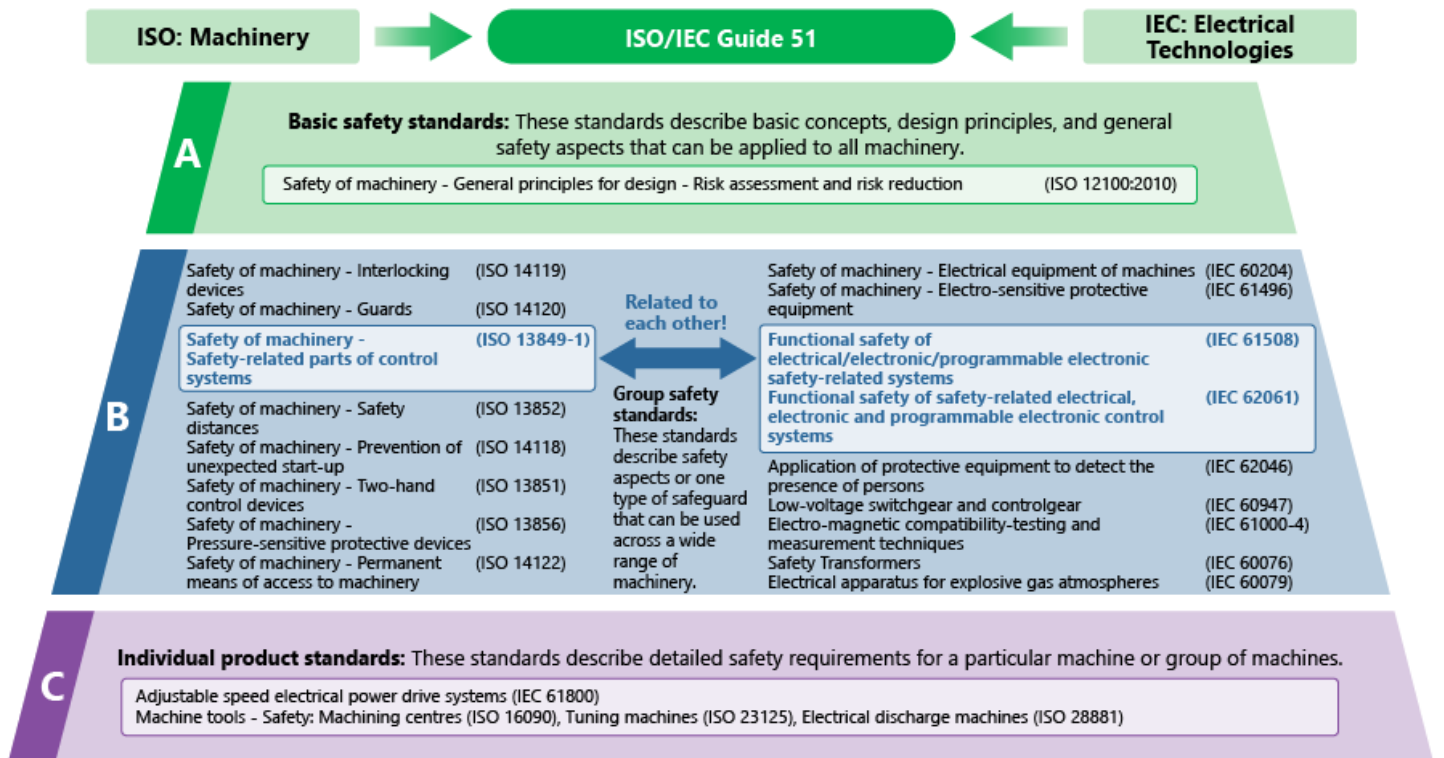 ISO: Machinery
ISO/IEC Guide 51
IEC: Electrical
Technologies
A
Basic safety standards: These standards describe basic concepts, design principles, and general
safety aspects that can be applied to all machinery.
Safety of machinery - General principles for design - Risk assessment and risk reduction (ISO 12100:2010)
B
Safety of machinery - Interlocking (ISO 14119)
devices
Safety of machinery - Guards (ISO 14120)
Safety of machinery - (ISO 13849-1)
Safety-related parts of control
systems
Safety of machinery - Safety (ISO 13852)
distances
Safety of machinery - Prevention of (ISO 14118)
unexpected start-up
Safety of machinery - Two-hand (ISO 13851)
control devices
Safety of machinery - (ISO 13856)
Pressure-sensitive protective devices
Safety of machinery - Permanent (ISO 14122)
means of access to machinery
Related to
each other!
Group safety
standards:
These standards
describe safety
aspects or one
type of safeguard
that can be used
across a wide
range of
machinery.
Safety of machinery - Electrical equipment of machines (IEC 60204)
Safety of machinery - Electro-sensitive protective (IEC 61496)
equipment
Functional safety of (IEC 61508)
electrical/electronic/programmable electronic
safety-related systems
Functional safety of safety-related electrical, (IEC 62061)
electronic and programmable electronic control
systems
Application of protective equipment to detect the (IEC 62046)
presence of persons
Low-voltage switchgear and controlgear (IEC 60947)
Electro-magnetic compatibility-testing and (IEC 61000-4)
measurement techniques
Safety Transformers (IEC 60076)
Electrical apparatus for explosive gas atmospheres (IEC 60079)
C
Individual product standards: These standards describe detailed safety requirements for a particular machine or group of machines.
Adjustable speed electrical power drive systems (IEC 61800)
Machine tools - Safety: Machining centres (ISO 16090), Tuning machines (ISO 23125), Electrical discharge machines (ISO 28881)